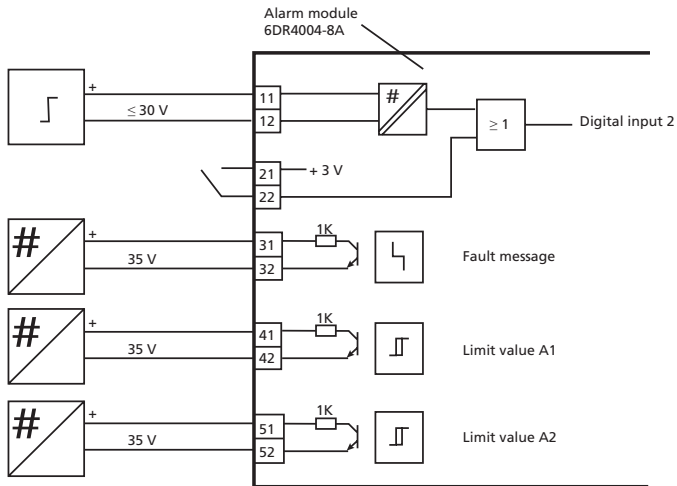 Alarm module
6DR4004-8A
+
≤ 30 V
11
12
#
≥ 1
Digital input 2
21
+ 3 V
22
#
+
35 V
31
32
1K
Fault message
#
+
35 V
41
42
1K
Limit value A1
#
+
35 V
51
52
1K
Limit value A2